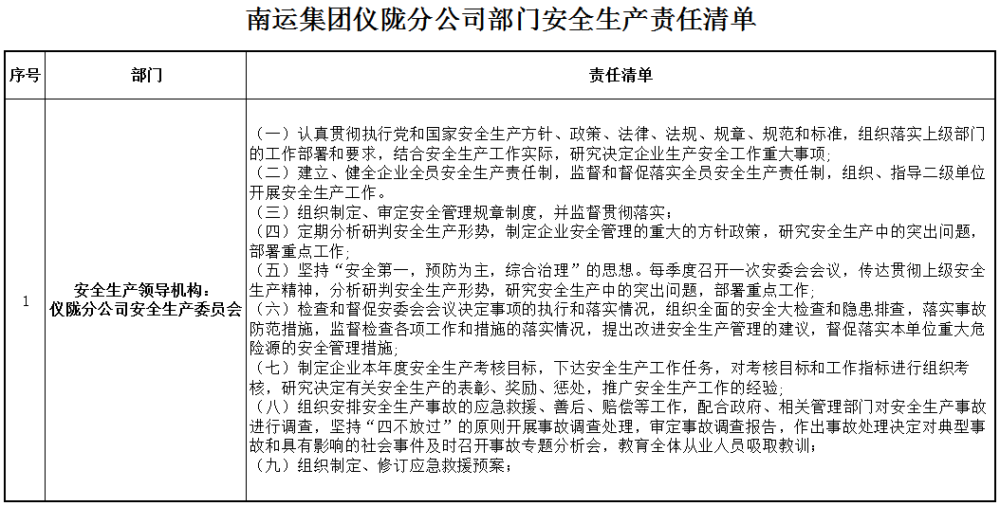 南运集团仪陇分公司部门安全生产责任清单
序号 部门 责任清单
1
安全生产领导机构：
仪陇分公司安全生产委员会
（一）认真贯彻执行党和国家安全生产方针、政策、法律、法规、规章、规范和标准，组织落实上级部门
的工作部署和要求，结合安全生产工作实际，研究决定企业生产安全工作重大事项;
（二）建立、健全企业全员安全生产责任制，监督和督促落实全员安全生产责任制，组织、指导二级单位
开展安全生产工作。
（三）组织制定、审定安全管理规章制度，并监督贯彻落实；
（四）定期分析研判安全生产形势，制定企业安全管理的重大的方针政策，研究安全生产中的突出问题，
部署重点工作;
（五）坚持“安全第一，预防为主，综合治理”的思想。每季度召开一次安委会会议，传达贯彻上级安全
生产精神，分析研判安全生产形势，研究安全生产中的突出问题，部署重点工作;
（六）检查和督促安委会会议决定事项的执行和落实情况，组织全面的安全大检查和隐患排查，落实事故
防范措施，监督检查各项工作和措施的落实情况，提出改进安全生产管理的建议，督促落实本单位重大危
险源的安全管理措施;
（七）制定企业本年度安全生产考核目标，下达安全生产工作任务，对考核目标和工作指标进行组织考
核，研究决定有关安全生产的表彰、奖励、惩处，推广安全生产工作的经验;
（八）组织安排安全生产事故的应急救援、善后、赔偿等工作，配合政府、相关管理部门对安全生产事故
进行调查，坚持“四不放过”的原则开展事故调查处理，审定事故调查报告，作出事故处理决定对典型事
故和具有影响的社会事件及时召开事故专题分析会，教育全体从业人员吸取教训；
（九）组织制定、修订应急救援预案；